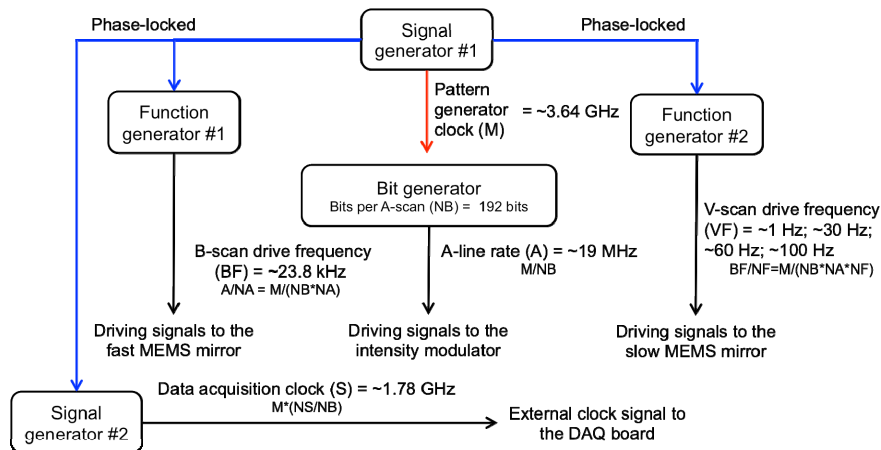 Phase-locked
Signal
generator #1
Phase-locked
Function
generator #1
Pattern
generator
clock (M)
= ~3.64 GHz
Function
generator #2
Bit generator
Bits per A-scan (NB) = 192 bits
V-scan drive frequency
(VF) = ~1 Hz; ~30 Hz;
~60 Hz; ~100 Hz
BF/NF=M/(NB*NA*NF)
B-scan drive frequency
(BF) = ~23.8 kHz
A/NA = M/(NB*NA)
A-line rate (A) = ~19 MHz
M/NB
Driving signals to the
fast MEMS mirror
Driving signals to the
intensity modulator
Driving signals to the
slow MEMS mirror
Data acquisition clock (S) = ~1.78 GHz
M*(NS/NB)
Signal
generator #2
External clock signal to
the DAQ board